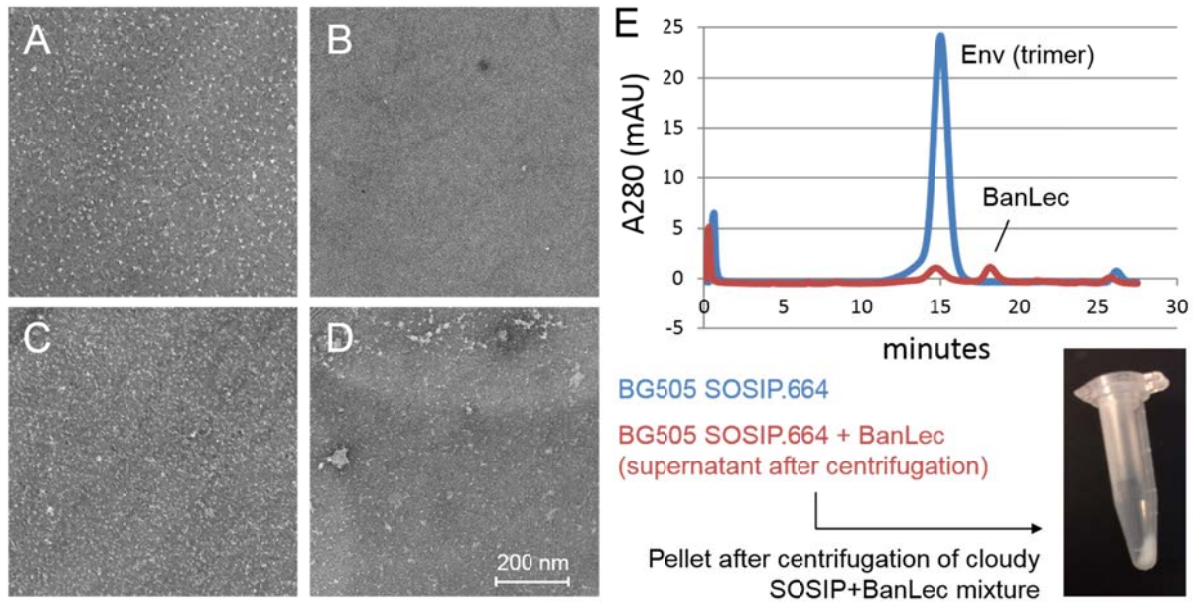 A
B
C
D
200 nm
E
A280 (mAU)
25
20
15
10
5
0
-5
0
5
10
15
20
25
30
minutes
Env (trimer)
BanLec
BG505 SOSIP.664
BG505 SOSIP.664 + BanLec
(supernatant after centrifugation)
Pellet after centrifugation of cloudy
SOSIP+BanLec mixture